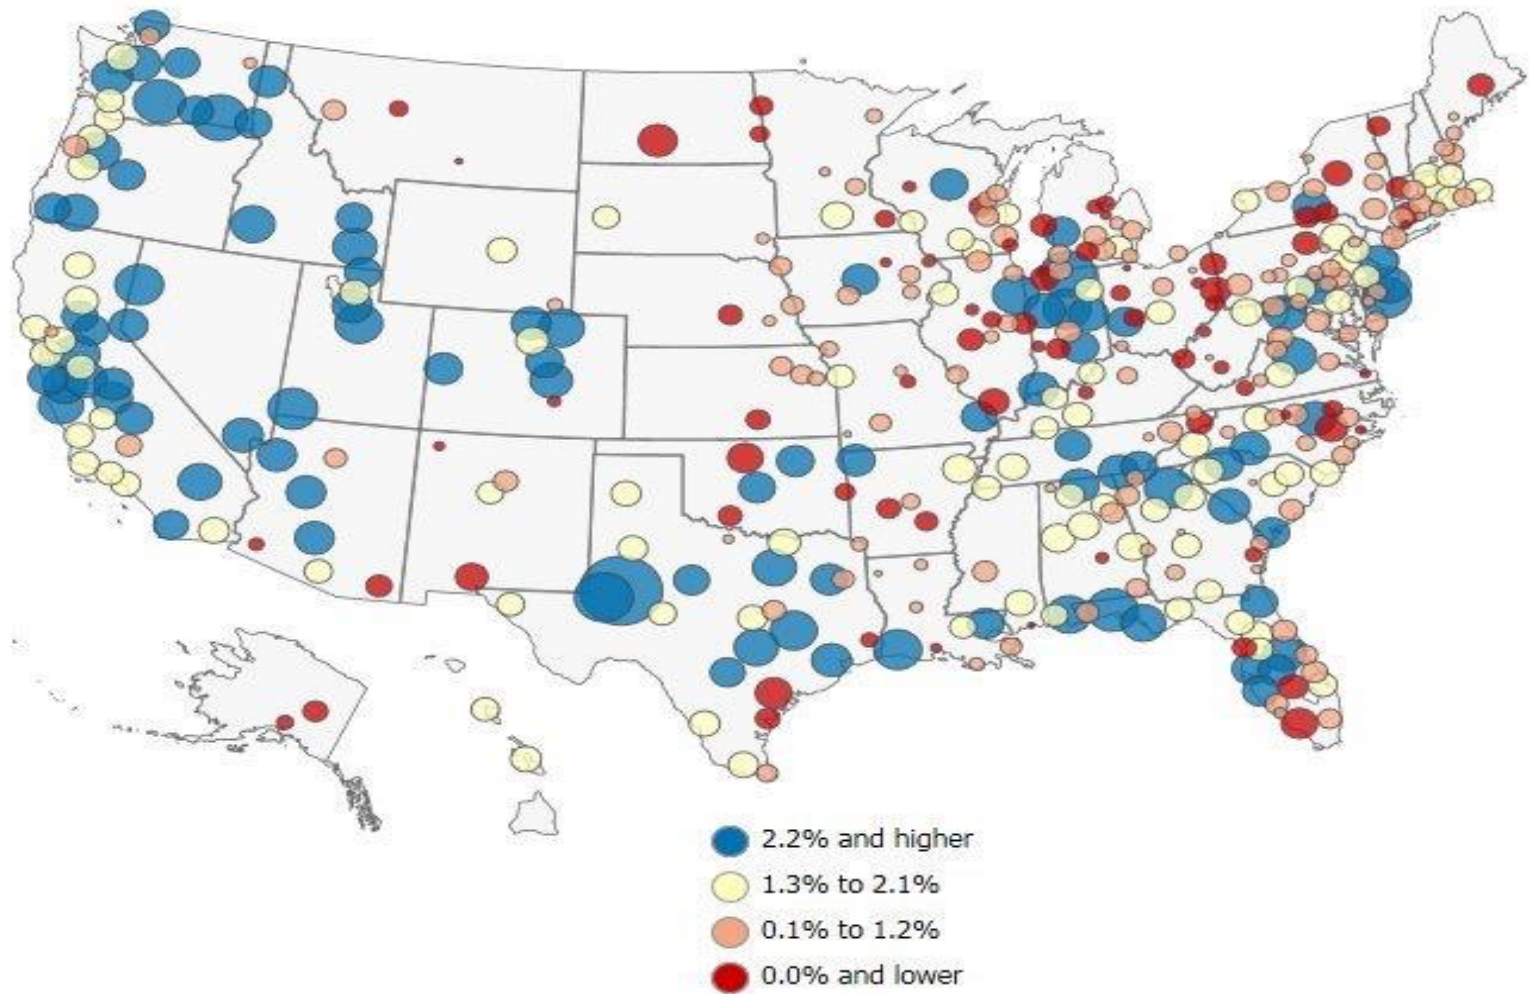 2.2% and higher
1.3% to 2.1%
0.1% to 1.2%
0.0% and lower